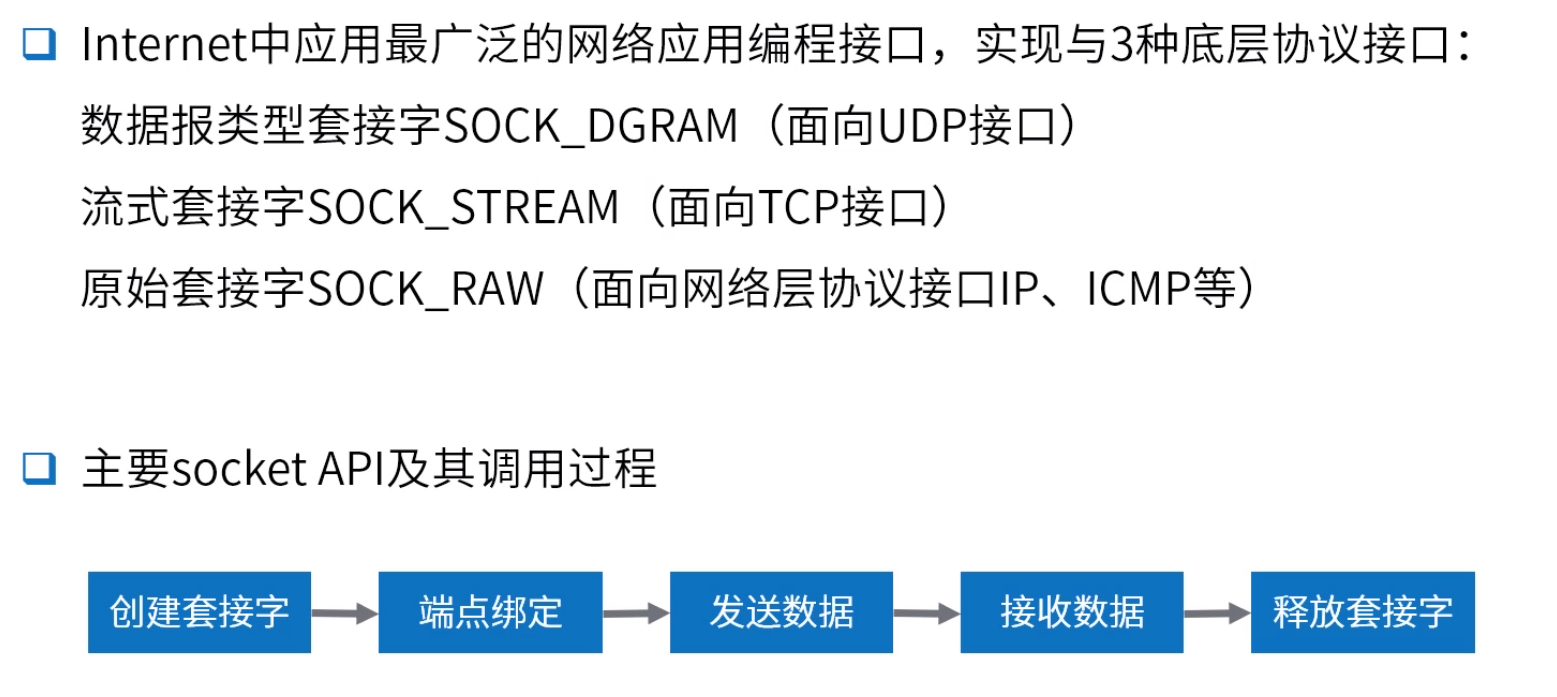 Internet中应用最广泛的网络应用编程接口，实现与3种底层协议接口：
数据报类型套接字SOCK_DGRAM（面向UDP接口）
流式套接字SOCK_STREAM（面向TCP接口）
原始套接字SOCK_RAW（面向网络层协议接口IP、ICMP等）
主要socket API及其调用过程
创建套接字
端点绑定
发送数据
接收数据
释放套接字